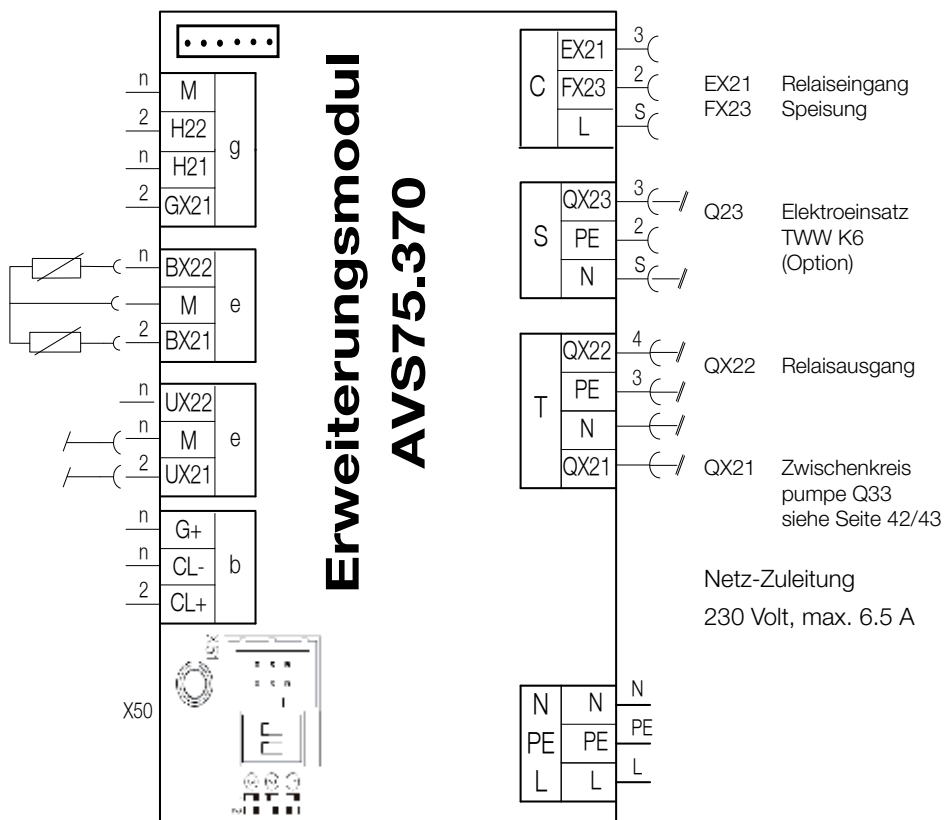 Erweiterungsmodul
AVS75.370
n
M
2
H22
n
H21
2
GX21
g
n
BX22
M
2
BX21
e
n
UX22
n
M
2
UX21
e
n
G+
n
CL-
2
CL+
b
X51
X50
C
EX21
3
FX23
2
L
S
EX21 Relaiseingang
FX23 Speisung
S
QX23
3
PE
2
N
S
Q23 Elektroeinsatz
TWW K6
(Option)
T
QX22
4
PE
3
N
QX21
QX22 Relaisausgang
QX21 Zwischenkreis
pumpe Q33
siehe Seite 42/43
Netz-Zuleitung
230 Volt, max. 6.5 A
N N N
PE PE PE
L L L